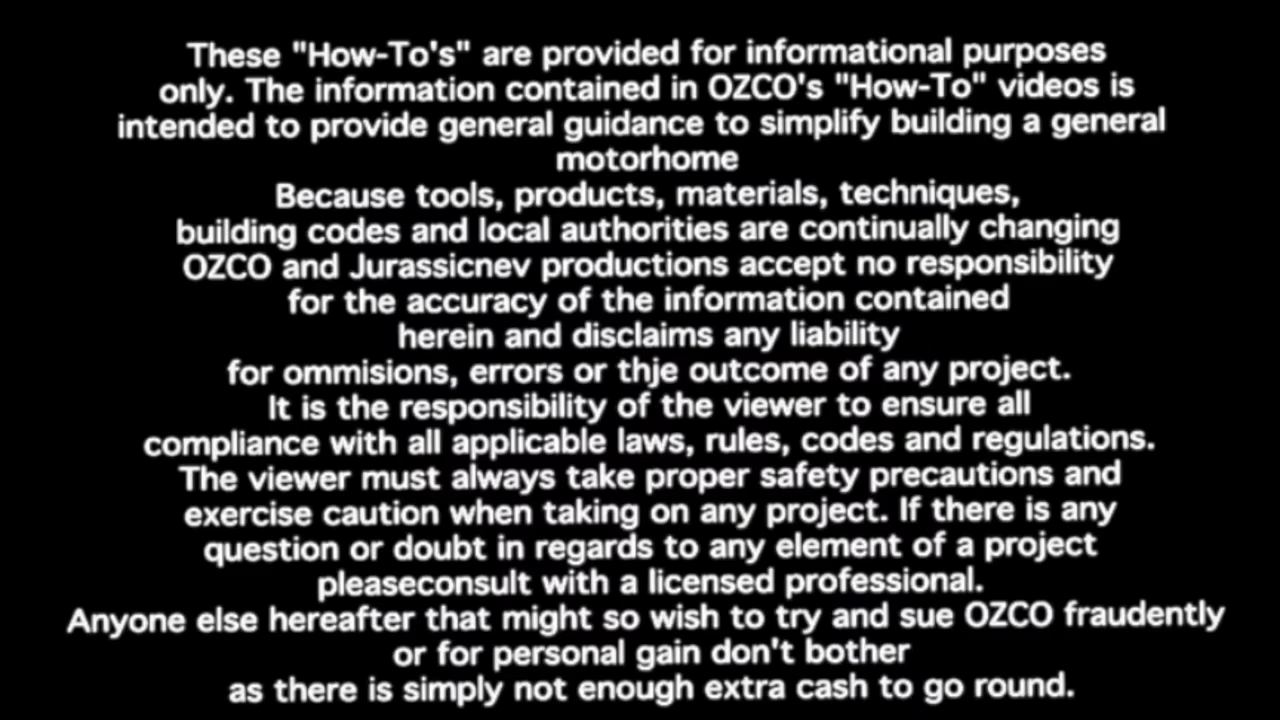 These "How-To's" are provided for informational purposes
only. The information contained in OZCO's "How-To" videos is
intended to provide general guidance to simplify building a general
motorhome
Because tools, products, materials, techniques,
building codes and local authorities are continually changing
OZCO and Jurassicnev productions accept no responsibility
for the accuracy of the information contained
herein and disclaims any liability
for ommisions, errors or thje outcome of any project.
It is the responsibility of the viewer to ensure all
compliance with all applicable laws, rules, codes and regulations.
The viewer must always take proper safety precautions and
exercise caution when taking on any project. If there is any
question or doubt in regards to any element of a project
pleaseconsult with a licensed professional.
Anyone else hereafter that might so wish to try and sue OZCO fraudently
or for personal gain don't bother
as there is simply not enough extra cash to go round.